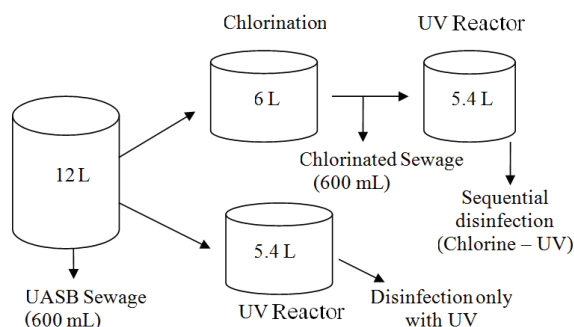 Chlorination
UV Reactor
6 L
5.4 L
12 L
Chlorinated Sewage
(600 mL)
Sequential
disinfection
(Chlorine – UV)
5.4 L
UASB Sewage
(600 mL)
UV Reactor
Disinfection only
with UV